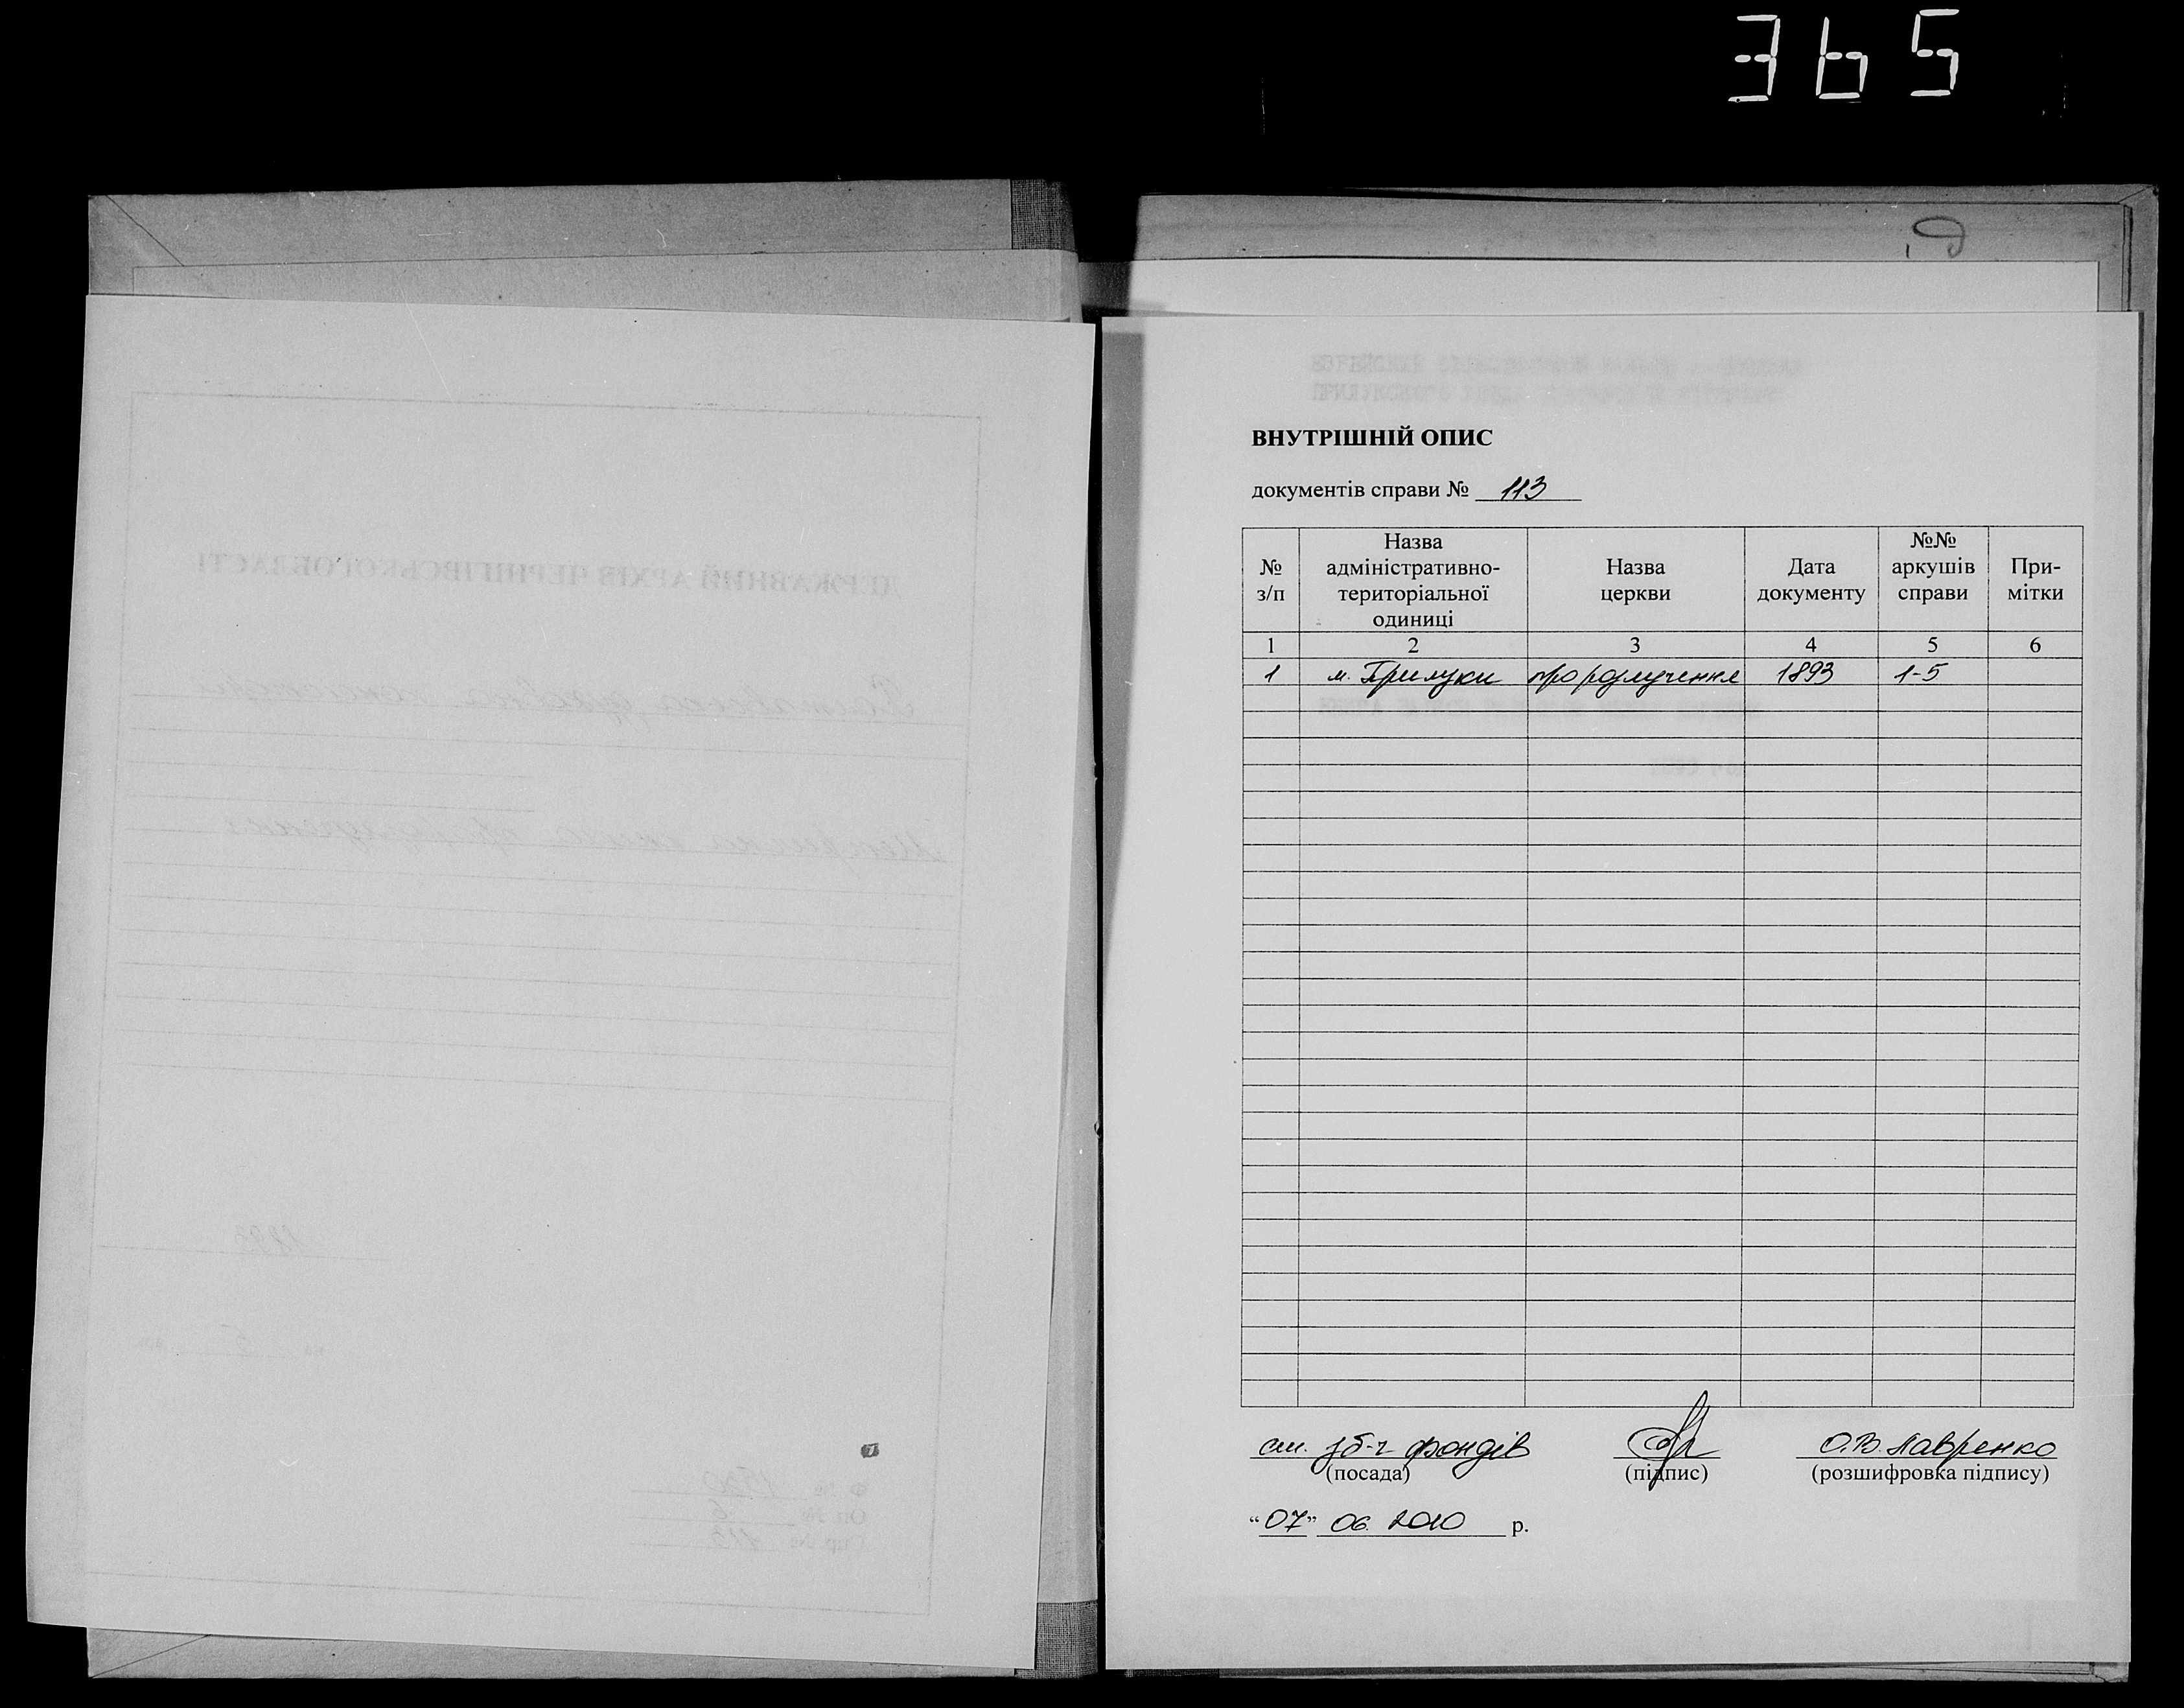 365
ВНУТРІШНІЙ ОПИС
документів справи № 113
№ з/п
Назва адміністративно-територіальної одиниці
Назва церкви
Дата документу
№№ аркушів справи
При-мітки
1 2 3 4 5 6
1 м. Прилуки про розлучення 1893 1-5
ст. зб-ч фондів О.В. Лавренко
(посада) (підпис) (розшифровка підпису)
“07” 06. 2010 р.
ДЕРЖАВНИЙ АРХІВ ЧЕРНІГІВСЬКОЇ ОБЛАСТІ